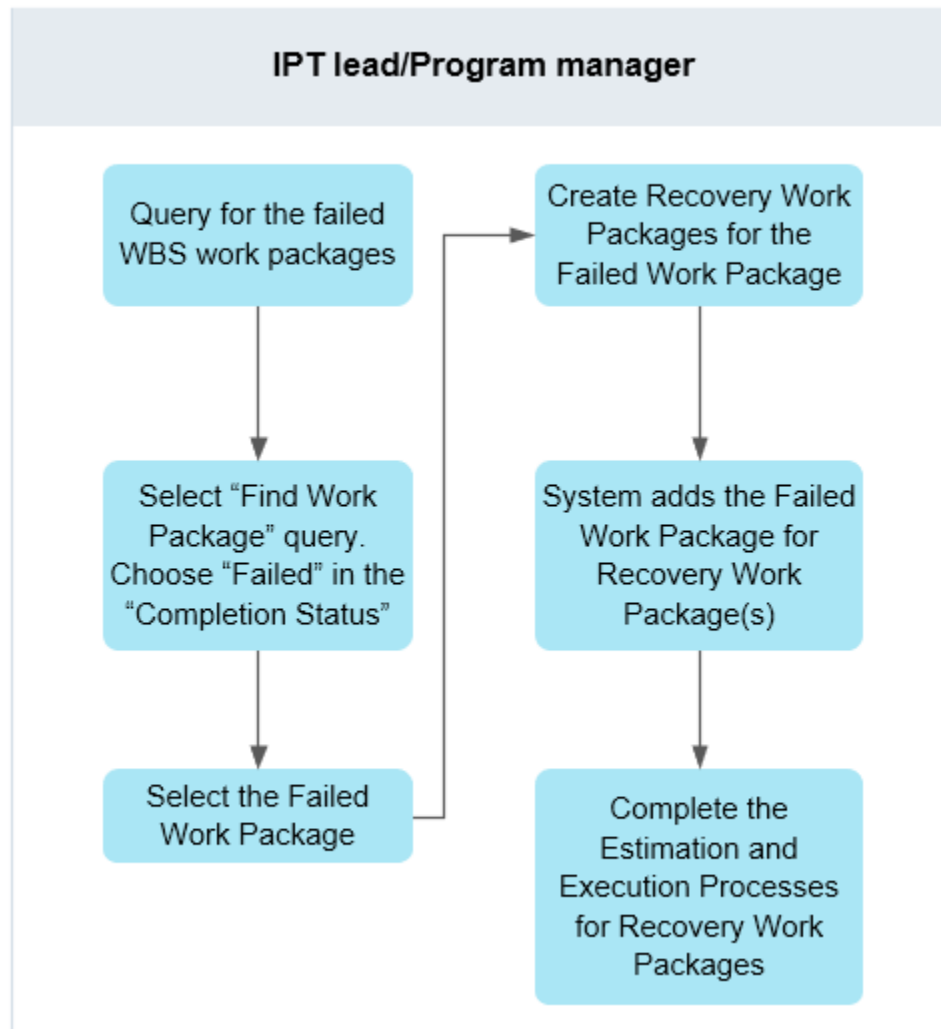 IPT lead/Program manager
Query for the failed
WBS work packages
Select “Find Work
Package” query.
Choose “Failed” in the
“Completion Status”
Select the Failed
Work Package
Create Recovery Work
Packages for the
Failed Work Package
System adds the Failed
Work Package for
Recovery Work
Package(s)
Complete the
Estimation and
Execution Processes
for Recovery Work
Packages